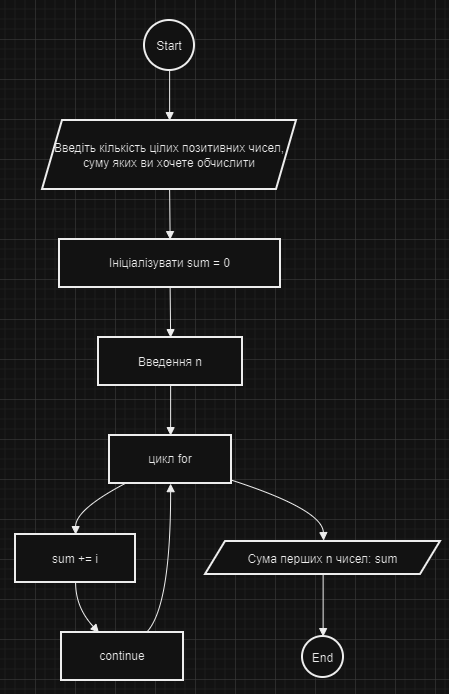 Start
Введіть кількість цілих позитивних чисел,
суму яких ви хочете обчислити
Ініціалізувати sum = 0
Введення n
цикл for
sum += i
Сума перших n чисел: sum
continue
End